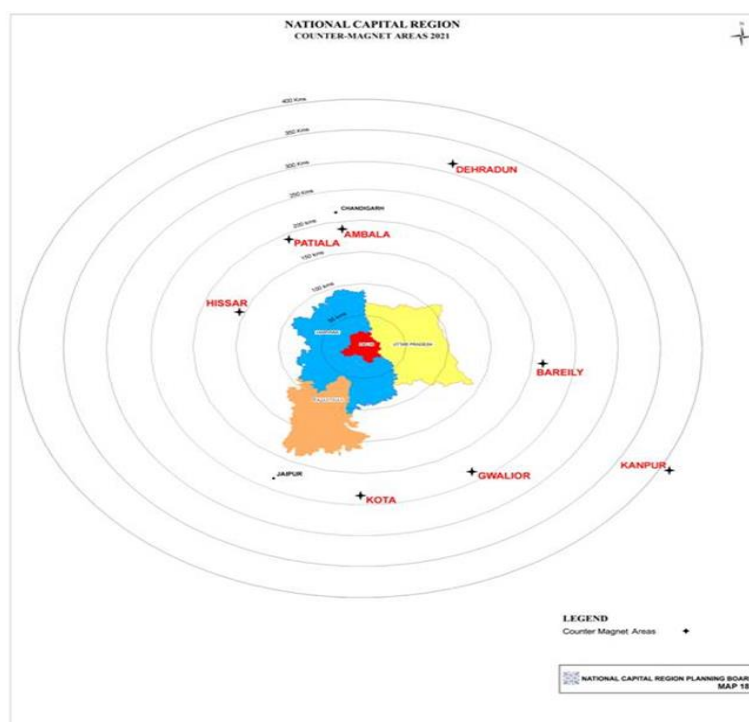 NATIONAL CAPITAL REGION
COUNTER-MAGNET AREAS 2021
N
400 Kms
350 Kms
300 Kms
DEHRADUN
250 Kms
CHANDIGARH
200 kms
AMBALA
PATIALA
150 kms
100 kms
HISSAR
50 kms
UTTAR PRADESH
BAREILY
KANPUR
GWALIOR
JAIPUR
KOTA
LEGEND
Counter Magnet Areas
NATIONAL CAPITAL REGION PLANNING BOARD
MAP 18